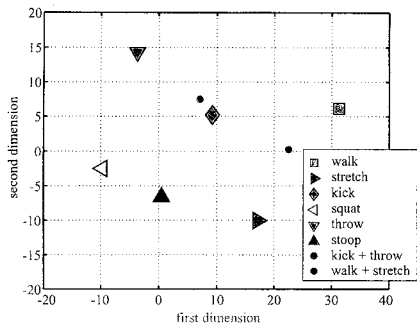 20
15
10
5
0
-5
-10
-15
-20
second dimension
walk
stretch
kick
squat
throw
stoop
kick + throw
walk + stretch
-20 -10 0 10 20 30 40
first dimension